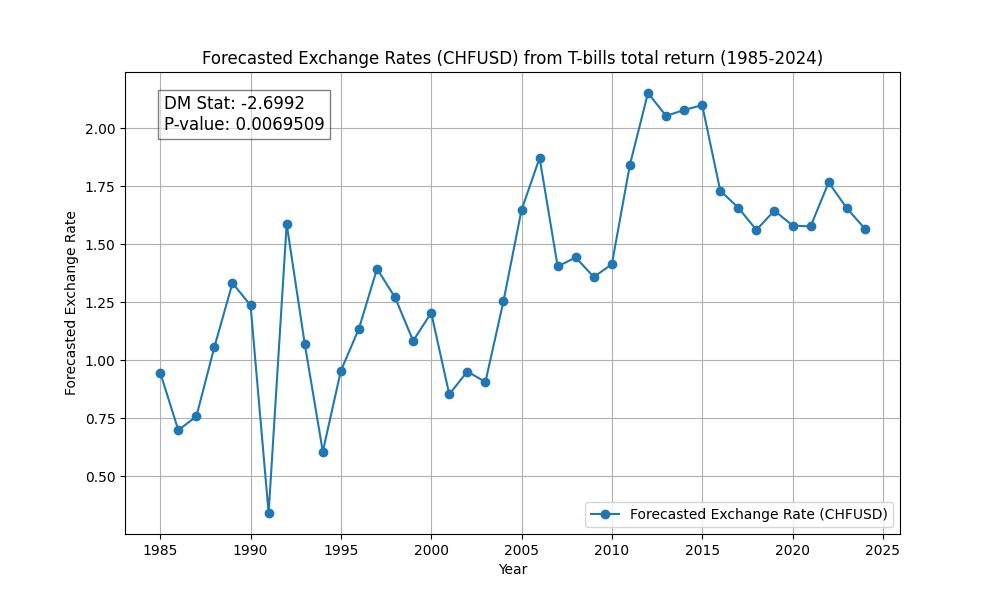 Forecasted Exchange Rates (CHFUSD) from T-bills total return (1985-2024)
DM Stat: -2.6992
P-value: 0.0069509
Forecasted Exchange Rate
2.00
1.75
1.50
1.25
1.00
0.75
0.50
Forecasted Exchange Rate (CHFUSD)
1985 1990 1995 2000 2005 2010 2015 2020 2025
Year